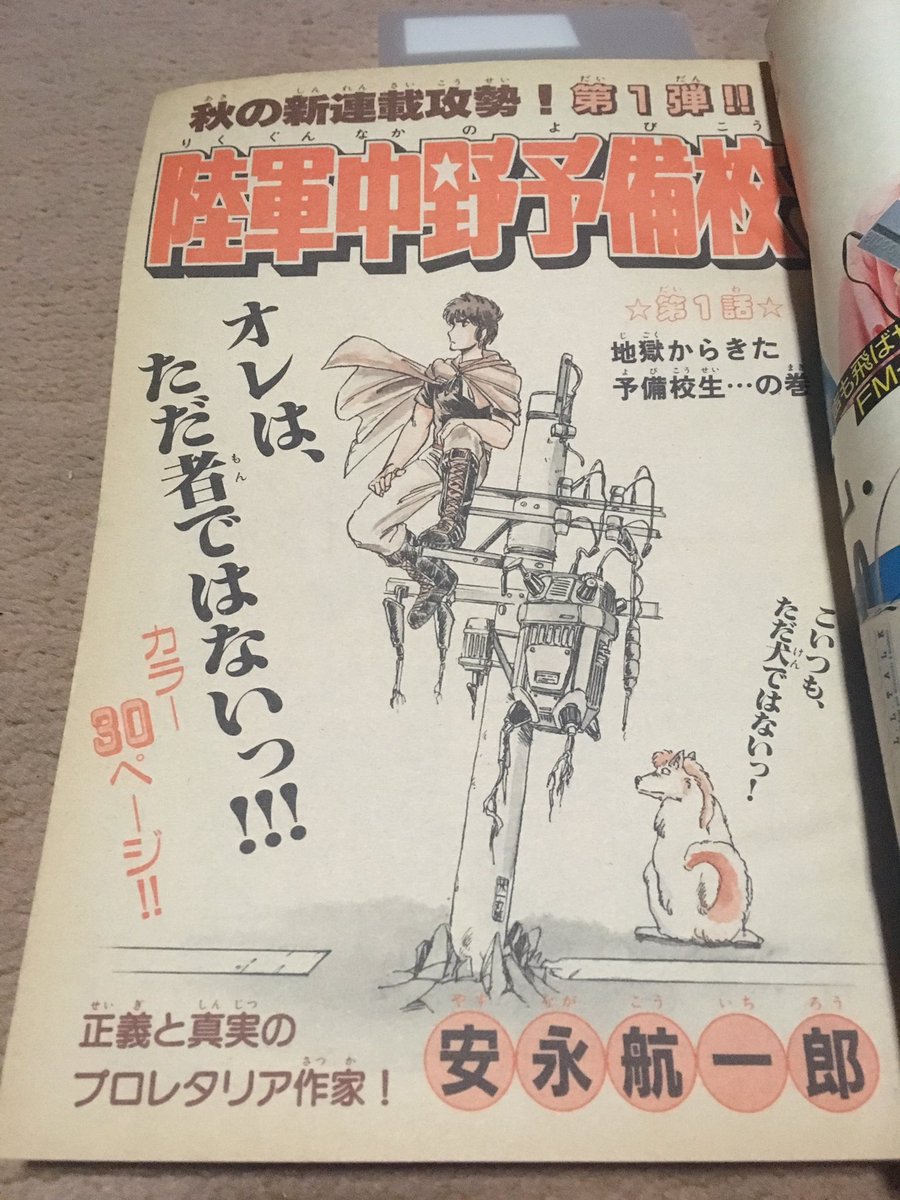 秋の新連載攻勢！第１弾!!
陸軍中野予備校
☆第１話☆
地獄からきた
予備校生…の巻
オレは、
ただ者ではないっ!!!
カラー
30ページ!!
こいつも、
ただ犬ではないっ！
正義と真実の
プロレタリア作家！
安永航一郎